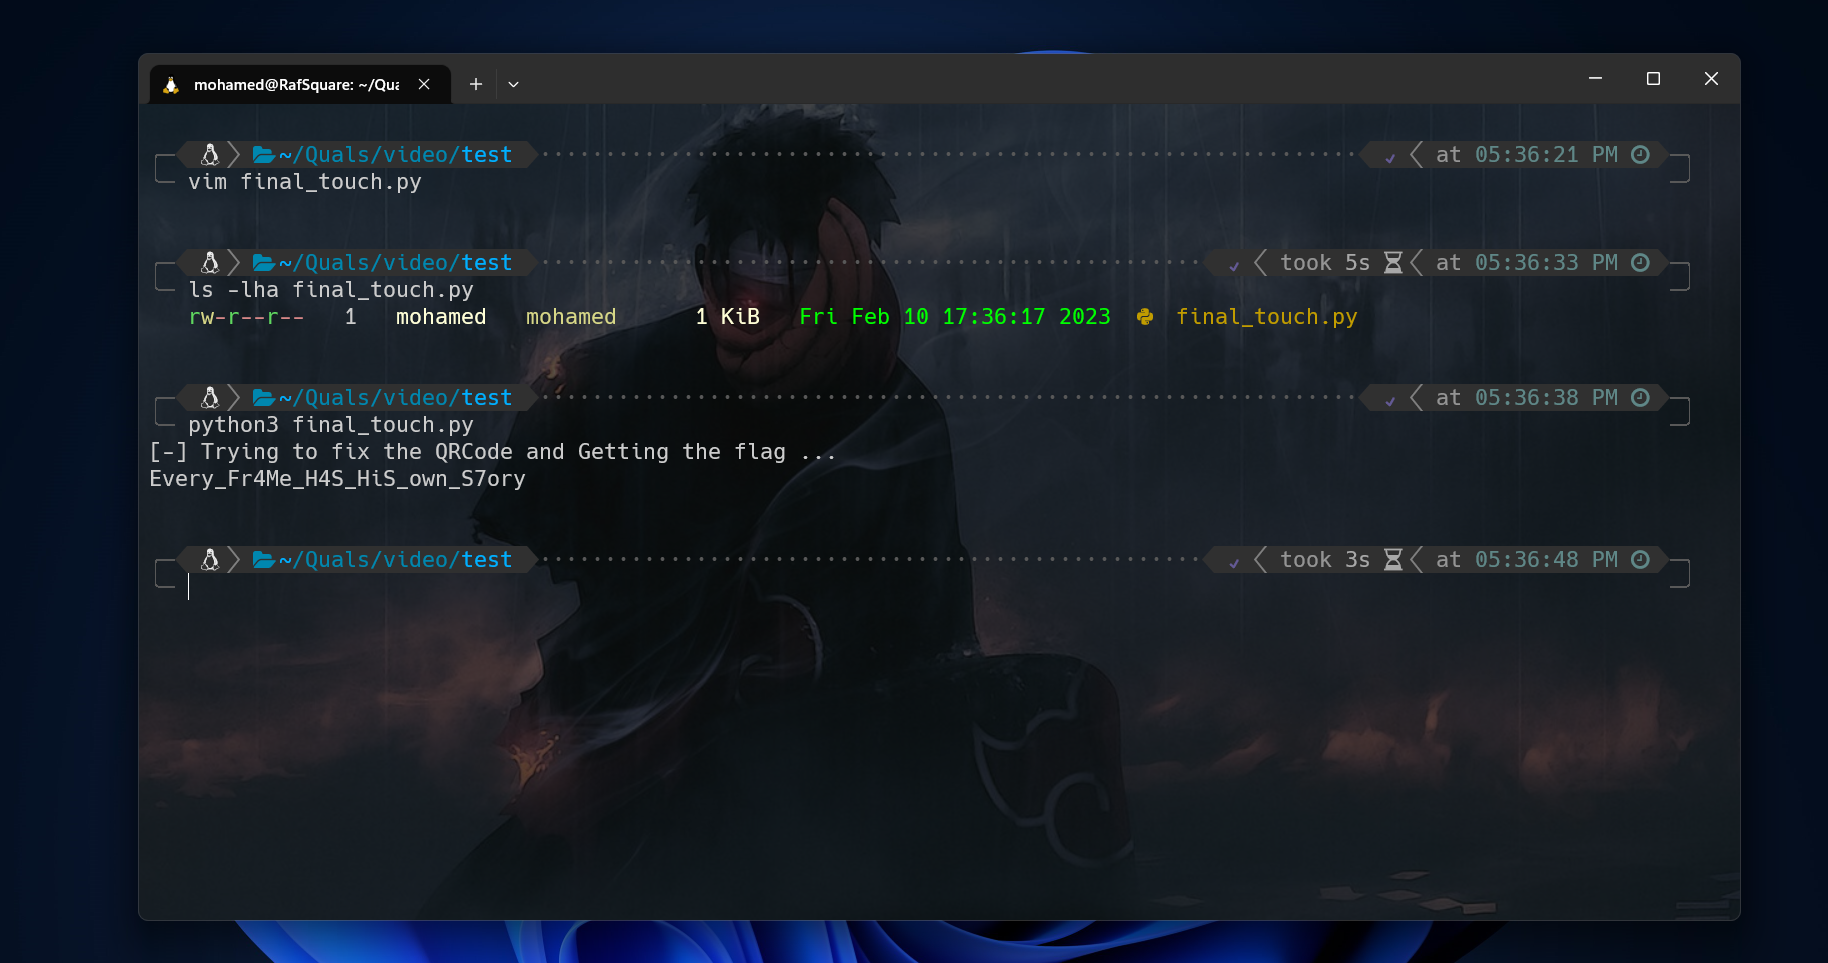 mohamed@RafSquare: ~/Qua
~/Quals/video/test at 05:36:21 PM
vim final_touch.py
~/Quals/video/test took 5s at 05:36:33 PM
ls -lha final_touch.py
rw-r--r-- 1 mohamed mohamed 1 KiB Fri Feb 10 17:36:17 2023 final_touch.py
~/Quals/video/test at 05:36:38 PM
python3 final_touch.py
[-] Trying to fix the QRCode and Getting the flag ...
Every_Fr4Me_H4S_HiS_own_S7ory
~/Quals/video/test took 3s at 05:36:48 PM